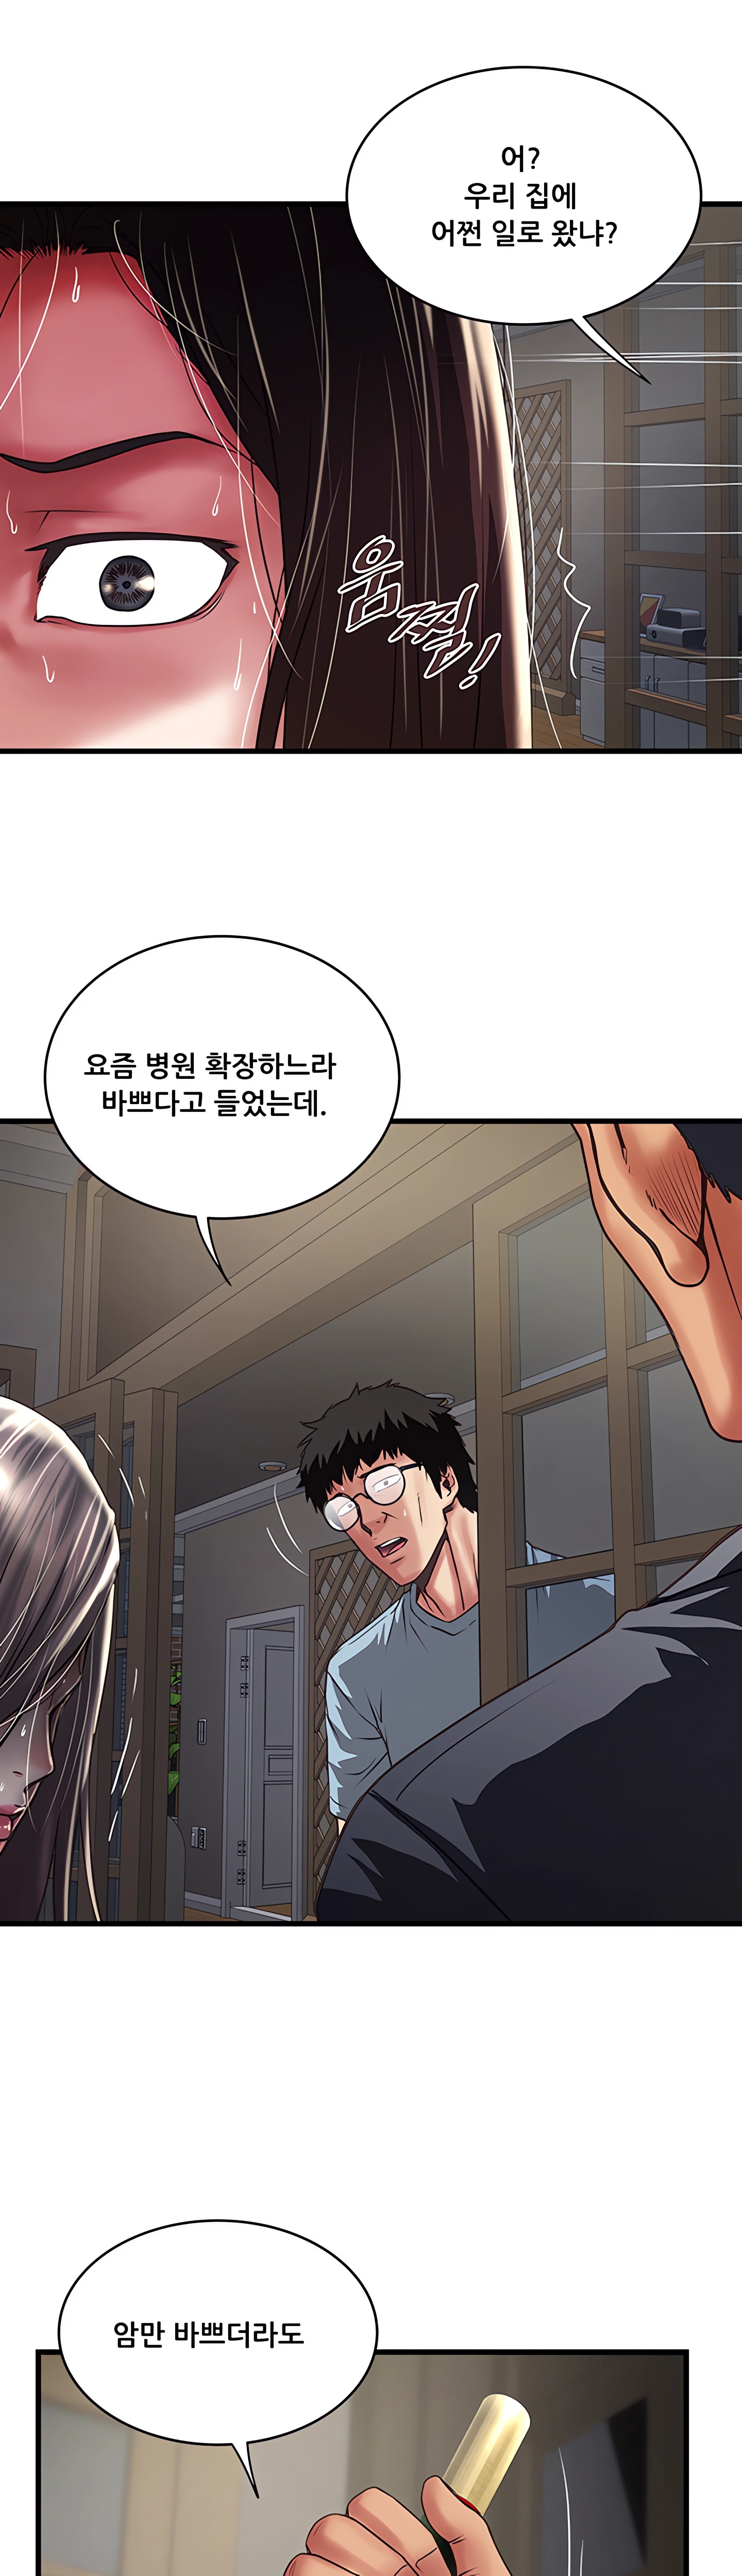 어?
우리 집에
어쩐 일로 왔냐?
움찔!
요즘 병원 확장하느라
바쁘다고 들었는데.
암만 바쁘더라도